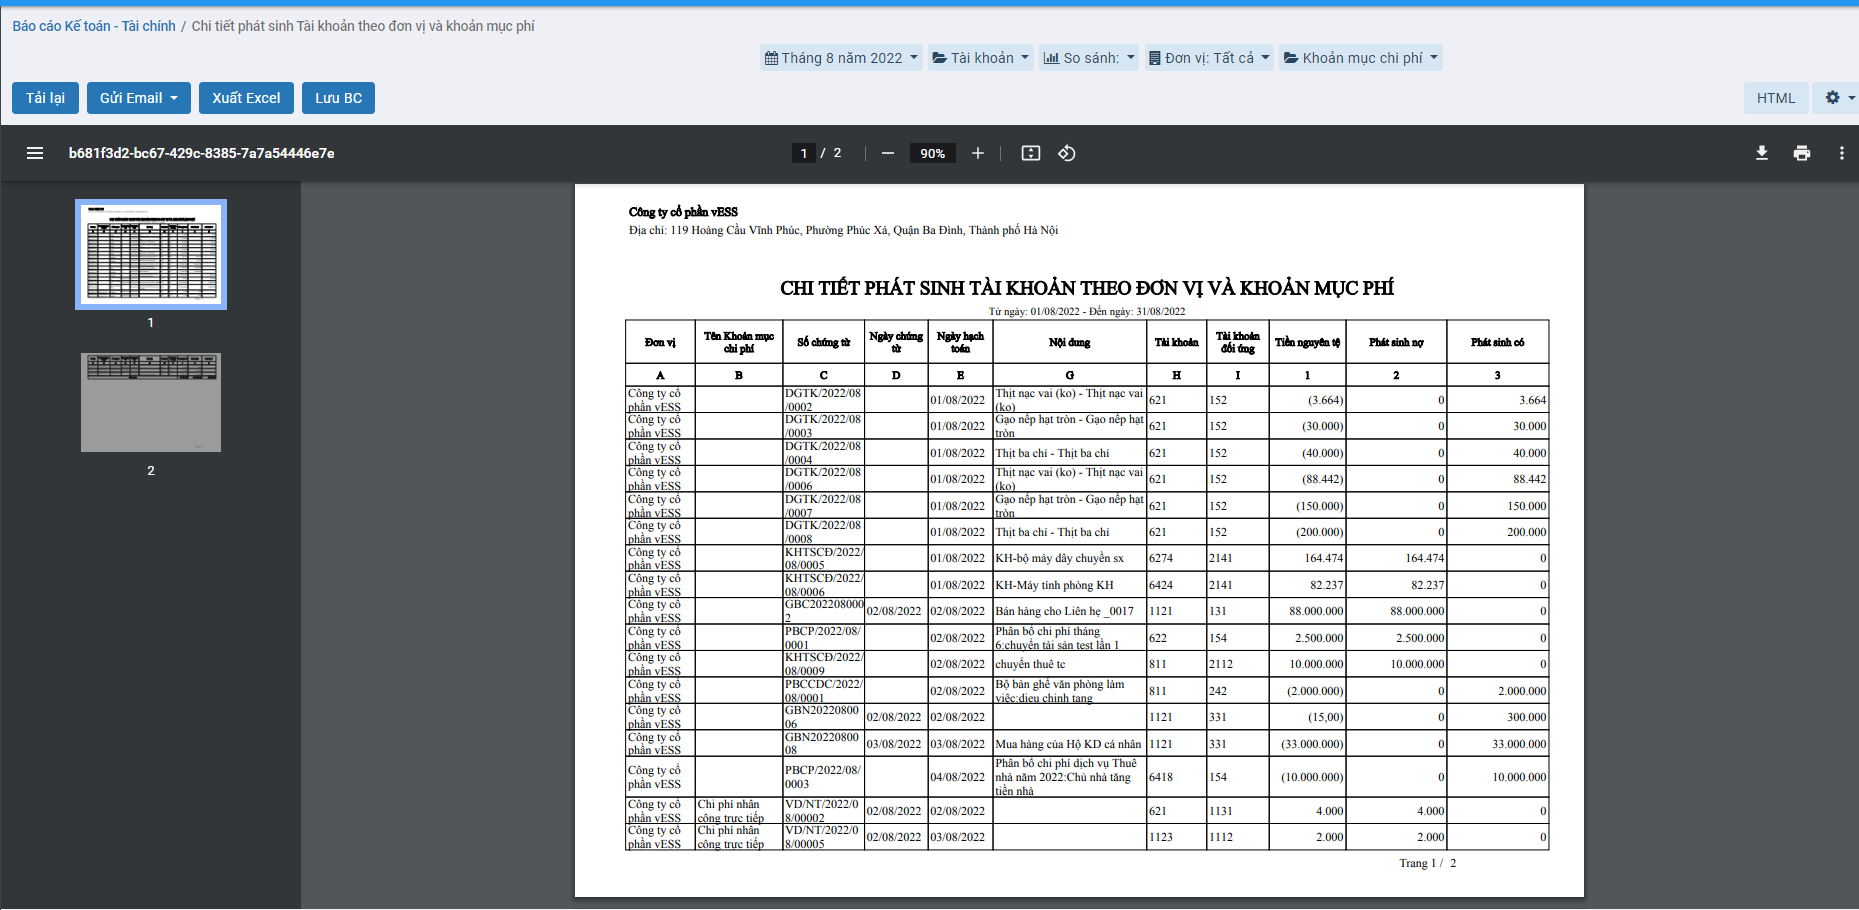 Báo cáo Kế toán - Tài chính / Chi tiết phát sinh Tài khoản theo đơn vị và khoản mục phí
Tháng 8 năm 2022 Tài khoản So sánh: Đơn vị: Tất cả Khoản mục chi phí
Tải lại Gửi Email Xuất Excel Lưu BC HTML
b681f3d2-bc67-429c-8385-7a7a54446e7e 1 / 2 90%
1
2
Công ty cổ phần vESS
Địa chỉ: 119 Hoàng Cầu Vĩnh Phúc, Phường Phúc Xá, Quận Ba Đình, Thành phố Hà Nội
CHI TIẾT PHÁT SINH TÀI KHOẢN THEO ĐƠN VỊ VÀ KHOẢN MỤC PHÍ
Từ ngày: 01/08/2022 - Đến ngày: 31/08/2022
Đơn vị Tên Khoản mục chi phí Số chứng từ Ngày chứng từ Ngày hạch toán Nội dung Tài khoản Tài khoản đối ứng Tiền nguyên tệ Phát sinh nợ Phát sinh có
A B C D E G H I 1 2 3
Công ty cổ phần vESS DGTK/2022/08/0002 01/08/2022 Thịt nạc vai (ko) - Thịt nạc vai (ko) 621 152 (3.664) 0 3.664
Công ty cổ phần vESS DGTK/2022/08/0003 01/08/2022 Gạo nếp hạt tròn - Gạo nếp hạt tròn 621 152 (30.000) 0 30.000
Công ty cổ phần vESS DGTK/2022/08/0004 01/08/2022 Thịt ba chỉ - Thịt ba chỉ 621 152 (40.000) 0 40.000
Công ty cổ phần vESS DGTK/2022/08/0006 01/08/2022 Thịt nạc vai (ko) - Thịt nạc vai (ko) 621 152 (88.442) 0 88.442
Công ty cổ phần vESS DGTK/2022/08/0007 01/08/2022 Gạo nếp hạt tròn - Gạo nếp hạt tròn 621 152 (150.000) 0 150.000
Công ty cổ phần vESS DGTK/2022/08/0008 01/08/2022 Thịt ba chỉ - Thịt ba chỉ 621 152 (200.000) 0 200.000
Công ty cổ phần vESS KHTSCĐ/2022/08/0005 01/08/2022 KH-bộ máy dây chuyền sx 6274 2141 164.474 164.474 0
Công ty cổ phần vESS KHTSCĐ/2022/08/0006 01/08/2022 KH-Máy tính phòng KH 6424 2141 82.237 82.237 0
Công ty cổ phần vESS GBC2022080002 02/08/2022 02/08/2022 Bán hàng cho Liên hẹ _0017 1121 131 88.000.000 88.000.000 0
Công ty cổ phần vESS PBCP/2022/08/0001 02/08/2022 Phân bổ chi phí tháng 6:chuyển tài sản test lần 1 622 154 2.500.000 2.500.000 0
Công ty cổ phần vESS KHTSCĐ/2022/08/0009 02/08/2022 chuyển thuê tc 811 2112 10.000.000 10.000.000 0
Công ty cổ phần vESS PBCCDC/2022/08/0001 02/08/2022 Bộ bàn ghế văn phòng làm việc:dieu chinh tang 811 242 (2.000.000) 0 2.000.000
Công ty cổ phần vESS GBN2022080006 02/08/2022 02/08/2022 1121 331 (15,00) 0 300.000
Công ty cổ phần vESS GBN2022080008 03/08/2022 03/08/2022 Mua hàng của Hộ KD cá nhân 1121 331 (33.000.000) 0 33.000.000
Công ty cổ phần vESS PBCP/2022/08/0003 04/08/2022 Phân bổ chi phí dịch vụ Thuê nhà năm 2022:Chủ nhà tăng tiền nhà 6418 154 (10.000.000) 0 10.000.000
Công ty cổ phần vESS Chi phí nhân công trực tiếp VD/NT/2022/08/00002 02/08/2022 02/08/2022 621 1131 4.000 4.000 0
Công ty cổ phần vESS Chi phí nhân công trực tiếp VD/NT/2022/08/00005 02/08/2022 03/08/2022 1123 1112 2.000 2.000 0
Trang 1 / 2